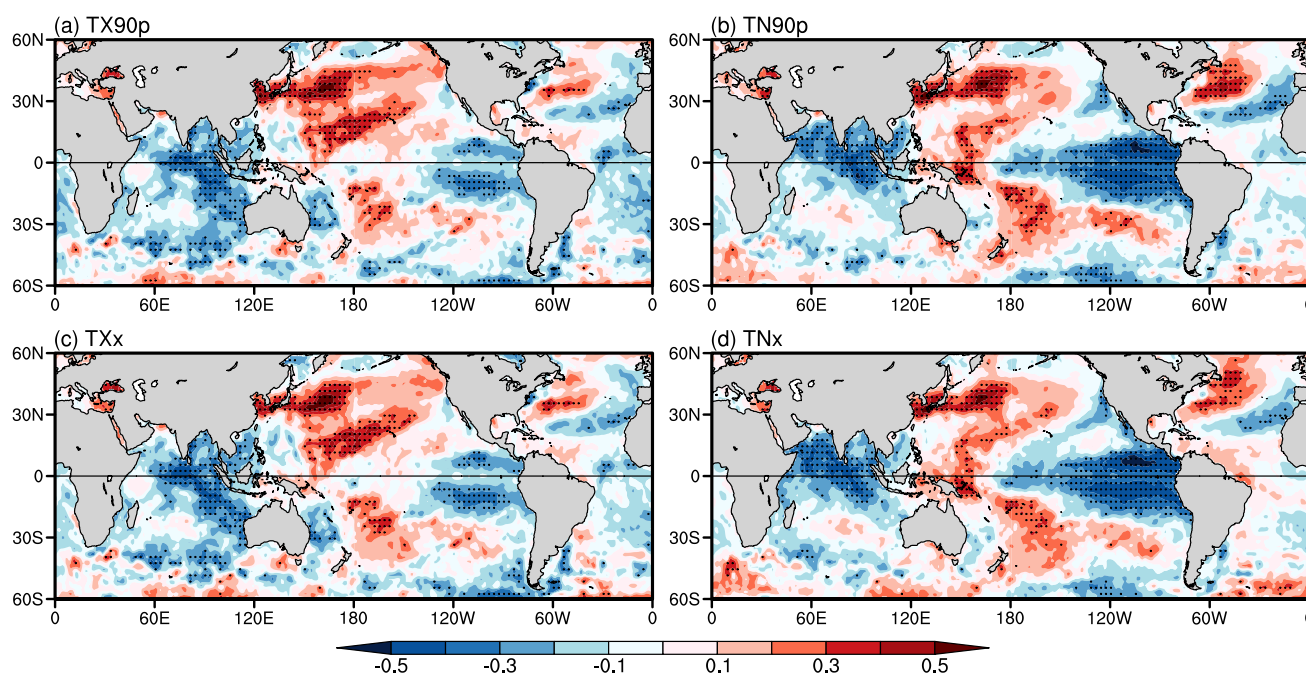 (a) TX90p
(b) TN90p
60N 60N
30N 30N
0 0
30S 30S
60S 60S
0 60E 120E 180 120W 60W 0 0 60E 120E 180 120W 60W 0
(c) TXx
(d) TNx
60N 60N
30N 30N
0 0
30S 30S
60S 60S
0 60E 120E 180 120W 60W 0 0 60E 120E 180 120W 60W 0
-0.5 -0.3 -0.1 0.1 0.3 0.5